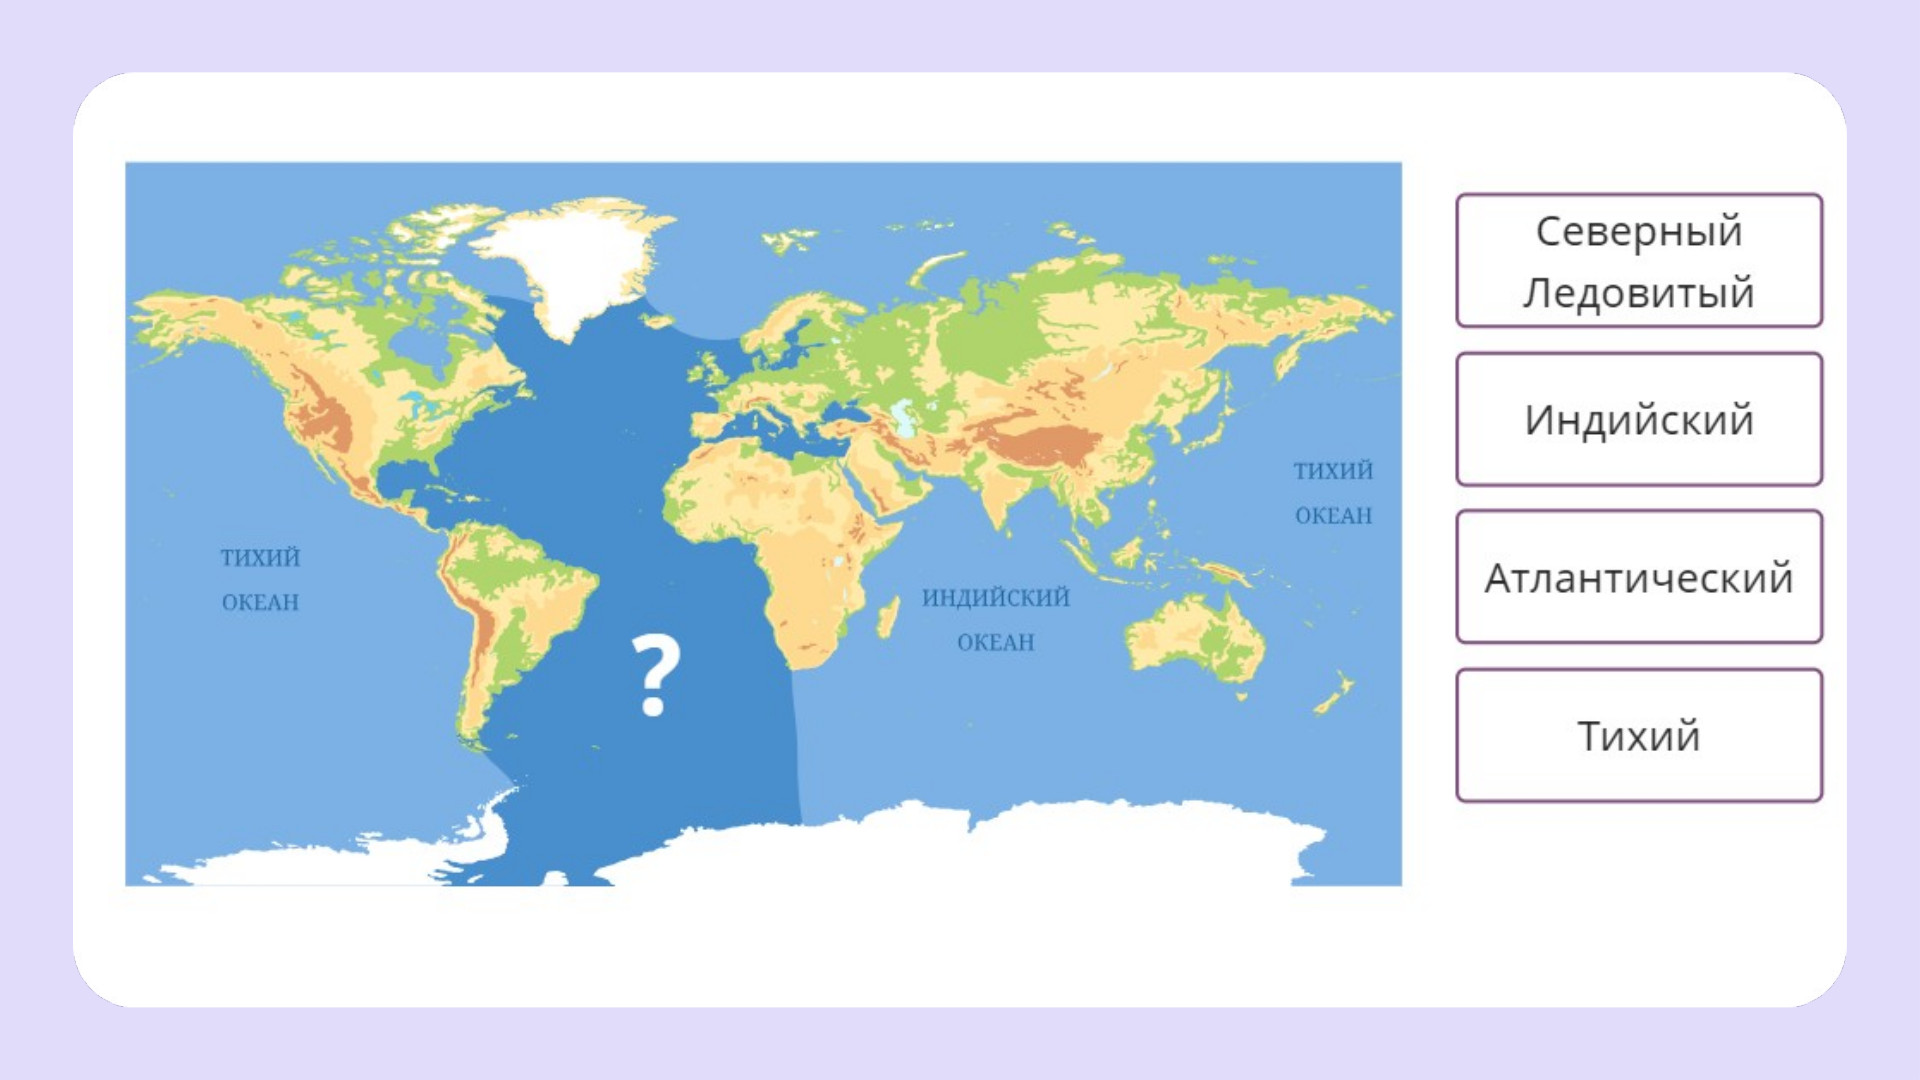 ТИХИЙ
ОКЕАН
?
ИНДИЙСКИЙ
ОКЕАН
ТИХИЙ
ОКЕАН
Северный
Ледовитый
Индийский
Атлантический
Тихий